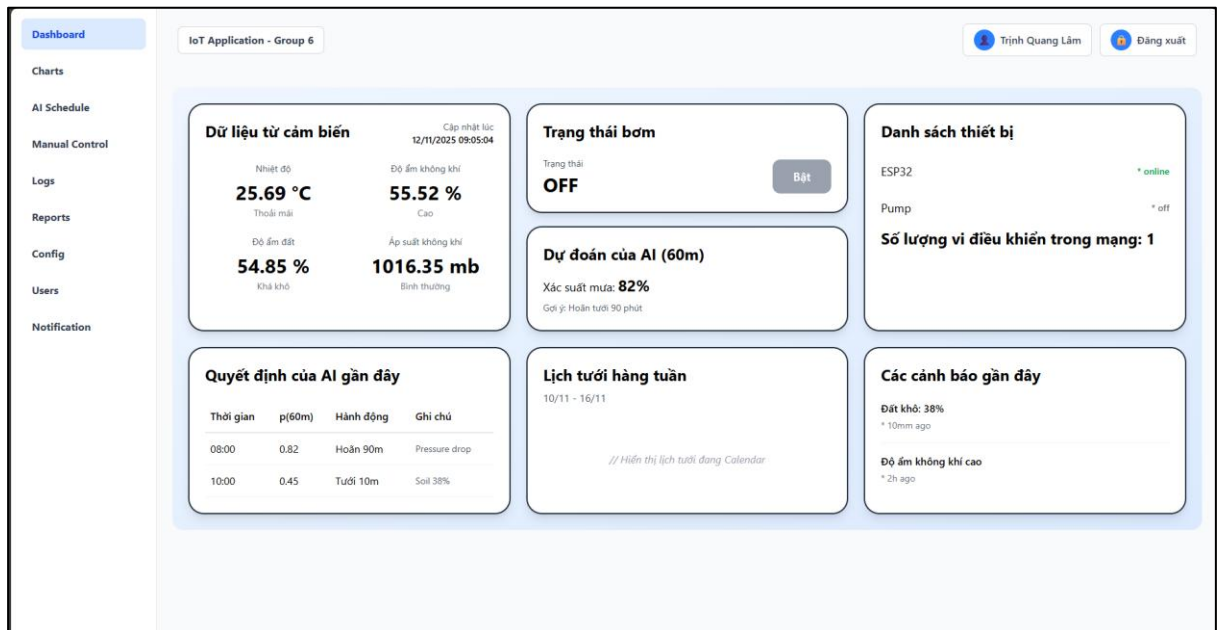 Dashboard
Charts
AI Schedule
Manual Control
Logs
Reports
Config
Users
Notification
IoT Application - Group 6
Trịnh Quang Lâm
Đăng xuất
Dữ liệu từ cảm biến
Cập nhật lúc
12/11/2025 09:05:04
Nhiệt độ
25.69 °C
Thoải mái
Độ ẩm không khí
55.52 %
Cao
Độ ẩm đất
54.85 %
Khá khô
Áp suất không khí
1016.35 mb
Bình thường
Trạng thái bơm
Trạng thái
OFF
Bật
Dự đoán của AI (60m)
Xác suất mưa: 82%
Gợi ý: Hoãn tưới 90 phút
Danh sách thiết bị
ESP32 * online
Pump * off
Số lượng vi điều khiển trong mạng: 1
Quyết định của AI gần đây
Thời gian p(60m) Hành động Ghi chú
08:00 0.82 Hoãn 90m Pressure drop
10:00 0.45 Tưới 10m Soil 38%
Lịch tưới hàng tuần
10/11 - 16/11
// Hiển thị lịch tưới dạng Calendar
Các cảnh báo gần đây
Đất khô: 38%
* 10mm ago
Độ ẩm không khí cao
* 2h ago